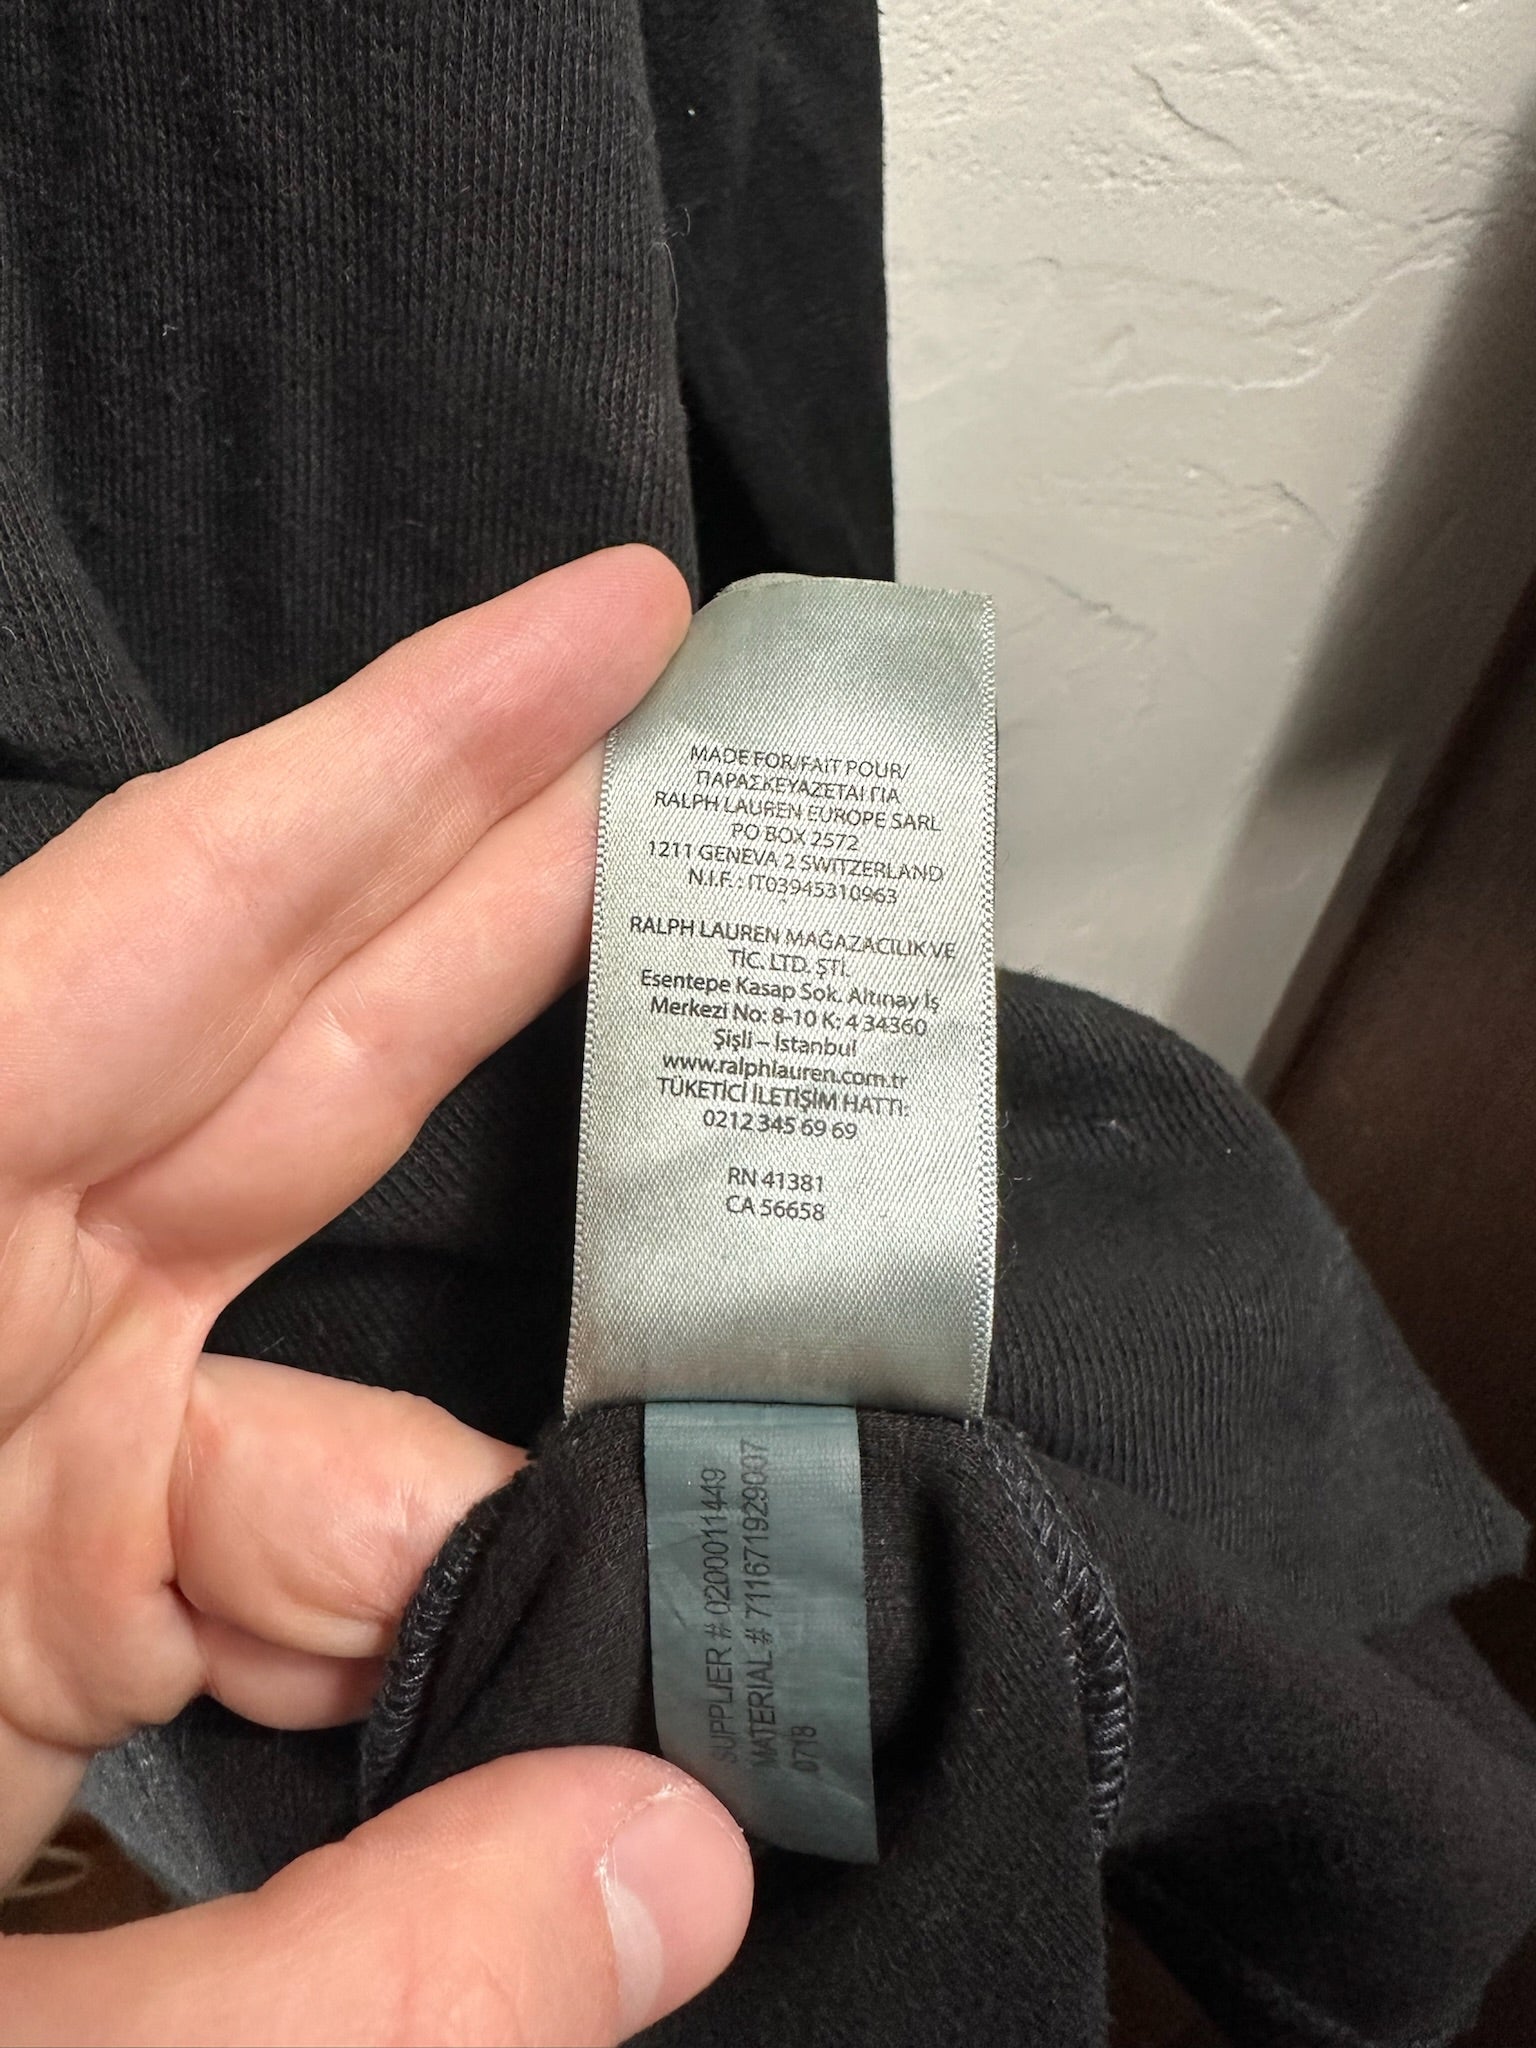 MADE FOR/FAIT POUR/
ΠΑΡΑΣΚΕΥΑΖΕΤΑΙ ΓΙΑ
RALPH LAUREN EUROPE SARL
PO BOX 2572
1211 GENEVA 2 SWITZERLAND
N.I.F. : IT03945310963
RALPH LAUREN MAĞAZACILIK VE
TİC. LTD. ŞTİ.
Esentepe Kasap Sok. Altınay İş
Merkezi No: 8-10 K: 4 34360
Şişli – İstanbul
www.ralphlauren.com.tr
TÜKETİCİ İLETİŞİM HATTI:
0212 345 69 69
RN 41381
CA 56658
SUPPLIER # 0200011449
MATERIAL # 711671929007
0718